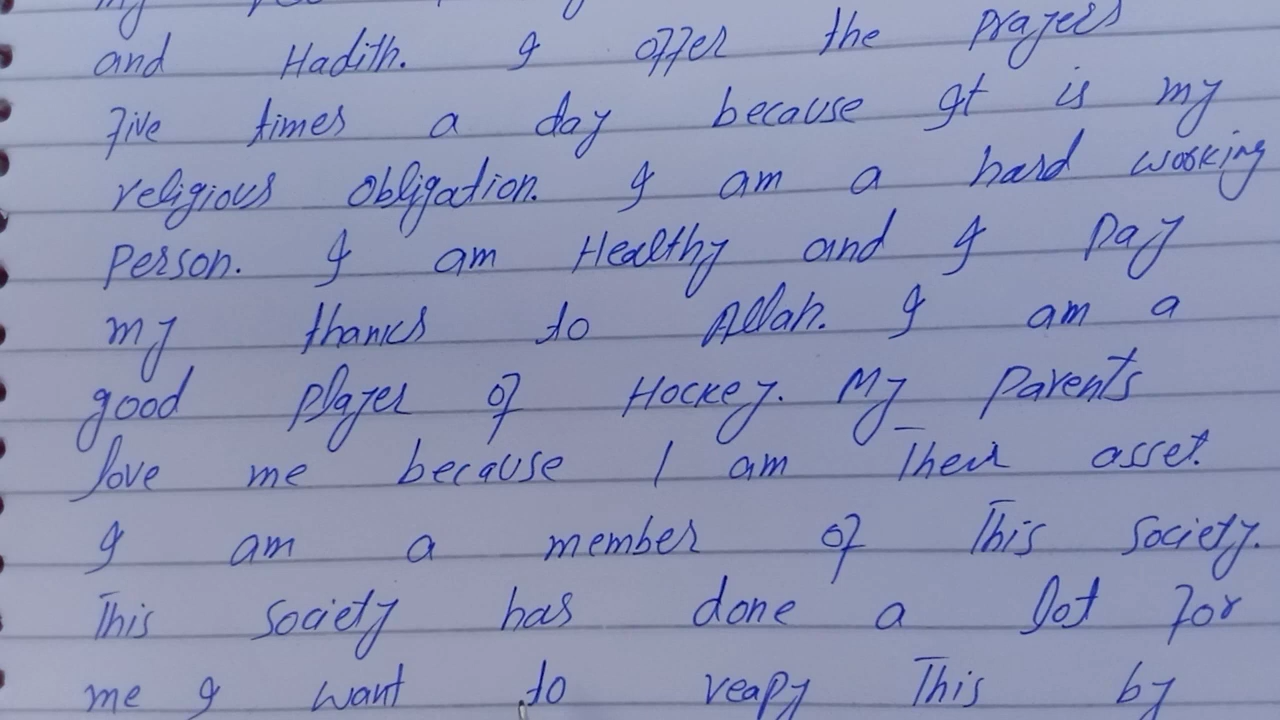 my
and Hadith. I offer the prayers
five times a day because It is my
religious obligation. I am a hard working
person. I am Healthy and I pay
my thanks to Allah. I am a
good player of Hockey. My parents
love me because I am Their asset.
I am a member of This society.
This society has done a lot for
me I want to reapy This by